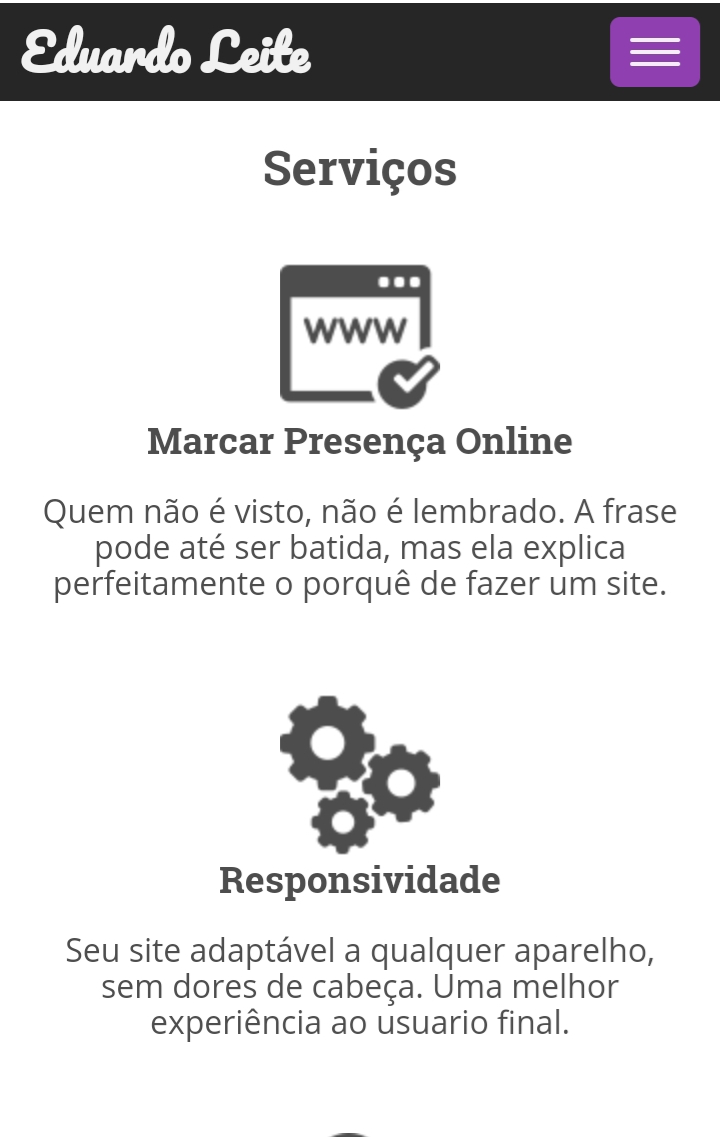 Eduardo Leite
Serviços
www
Marcar Presença Online
Quem não é visto, não é lembrado. A frase
pode até ser batida, mas ela explica
perfeitamente o porquê de fazer um site.
Responsividade
Seu site adaptável a qualquer aparelho,
sem dores de cabeça. Uma melhor
experiência ao usuario final.